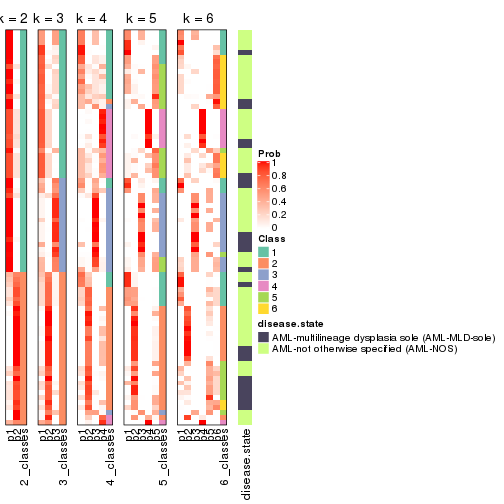 k = 2
k = 3
k = 4
k = 5
k = 6
Prob
1
0.8
0.6
0.4
0.2
0
Class
1
2
3
4
5
6
disease.state
AML-multilineage dysplasia sole (AML-MLD-sole)
AML-not otherwise specified (AML-NOS)
p1
p2
2_classes
p1
p2
p3
3_classes
p1
p2
p3
p4
4_classes
p1
p2
p3
p4
p5
5_classes
p1
p2
p3
p4
p5
p6
6_classes
disease.state